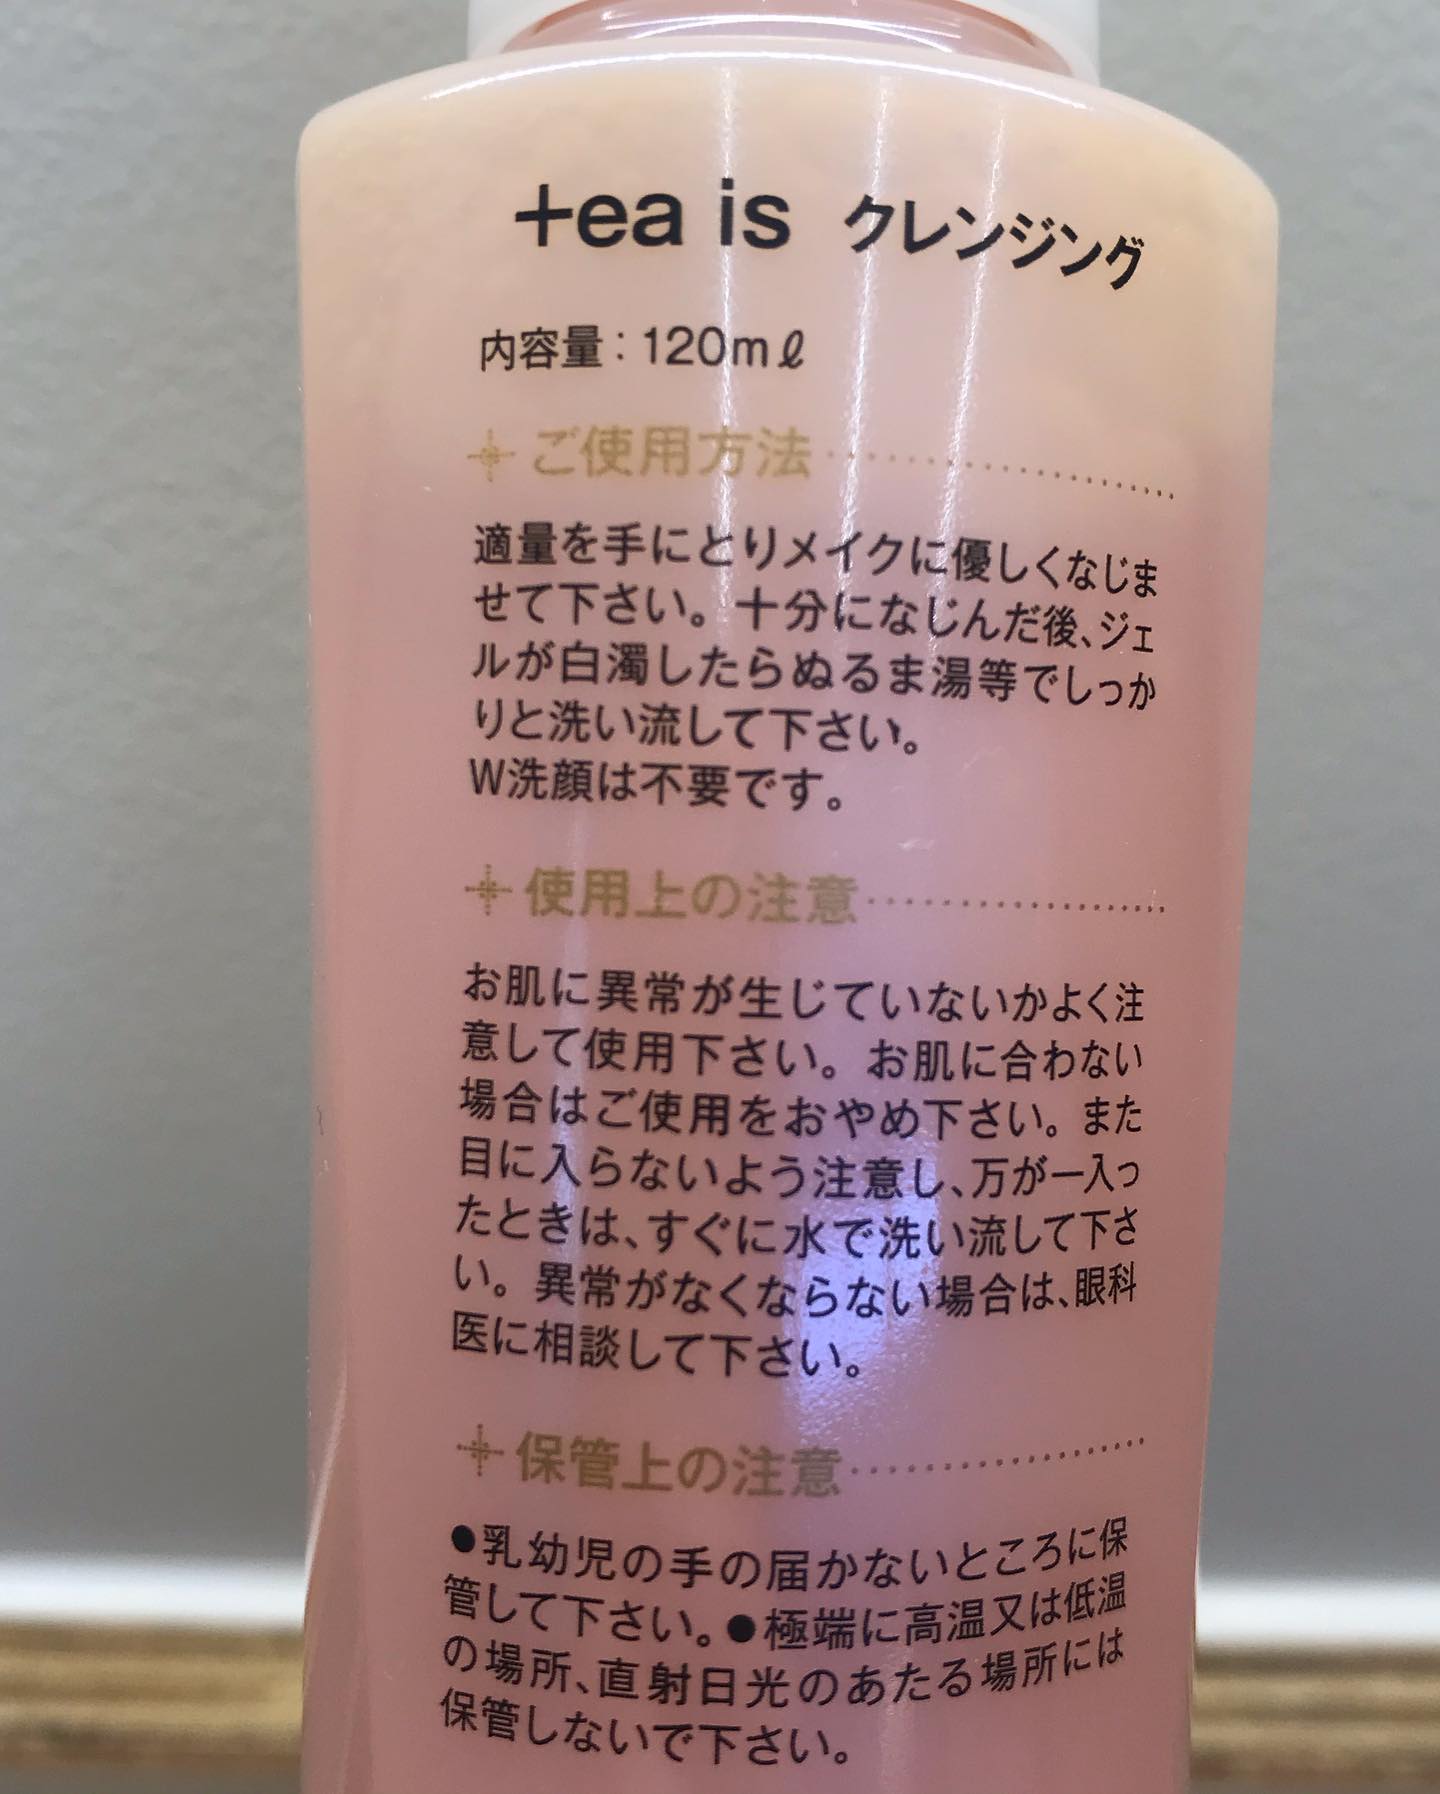 +ea is クレンジング
内容量：120mℓ
ご使用方法
適量を手にとりメイクに優しくなじま
せて下さい。十分になじんだ後、ジェ
ルが白濁したらぬるま湯等でしっか
りと洗い流して下さい。
W洗顔は不要です。
使用上の注意
お肌に異常が生じていないかよく注
意して使用下さい。お肌に合わない
場合はご使用をおやめ下さい。また
目に入らないよう注意し、万が一入っ
たときは、すぐに水で洗い流して下さ
い。異常がなくならない場合は、眼科
医に相談して下さい。
保管上の注意
●乳幼児の手の届かないところに保
管して下さい。●極端に高温又は低温
の場所、直射日光のあたる場所には
保管しないで下さい。